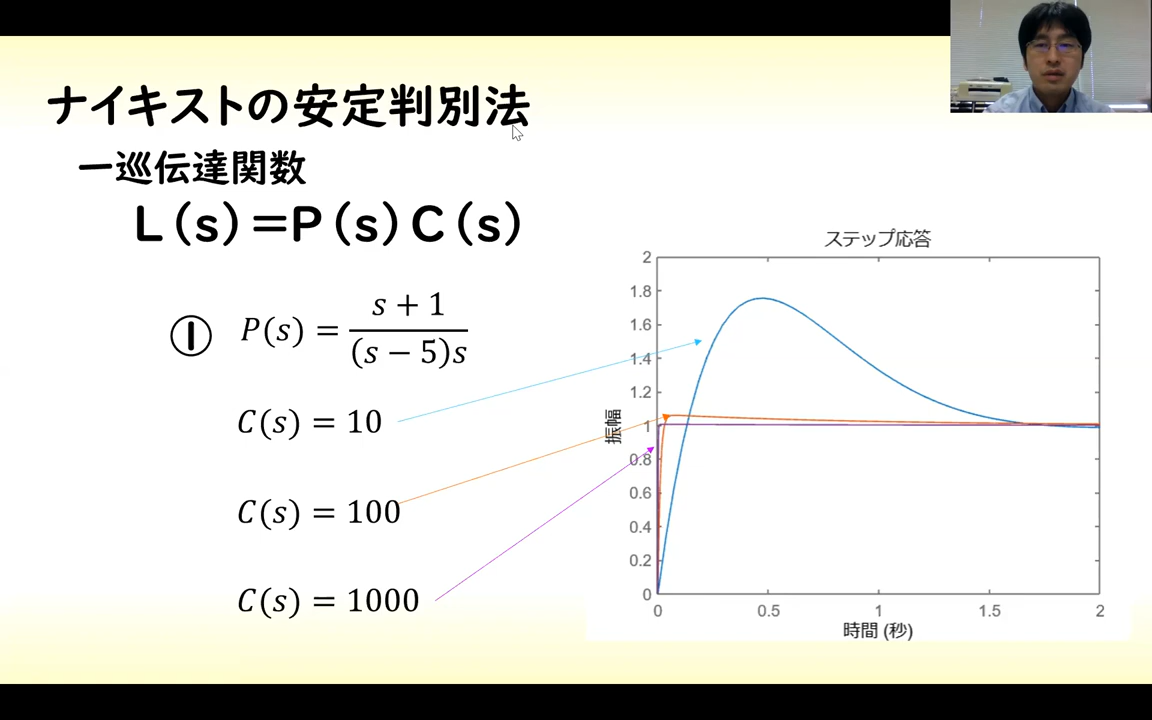 ナイキストの安定判別法
一巡伝達関数
L(s)=P(s)C(s)
① P(s) = \frac{s + 1}{(s − 5)s}
C(s) = 10
C(s) = 100
C(s) = 1000
ステップ応答
2
1.8
1.6
1.4
1.2
1
0.8
0.6
0.4
0.2
0
振幅
0 0.5 1 1.5 2
時間 (秒)